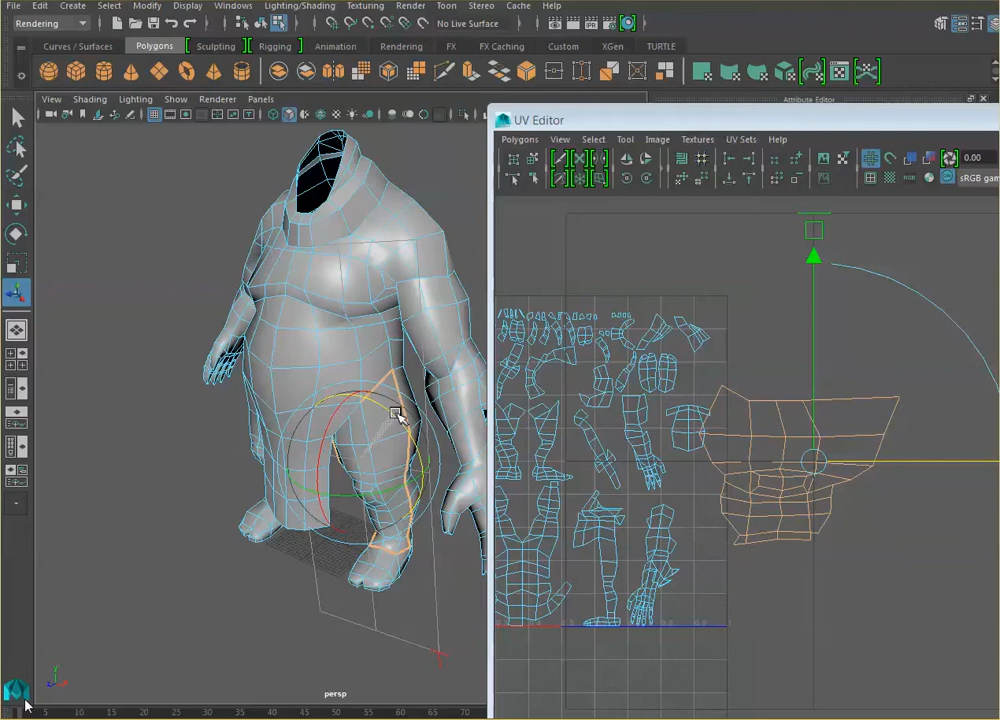 File Edit Create Select Modify Display Windows Lighting/Shading Texturing Render Toon Stereo Cache Help
Rendering No Live Surface
Curves / Surfaces Polygons Sculpting Rigging Animation Rendering FX FX Caching Custom XGen TURTLE
View Shading Lighting Show Renderer Panels
Attribute Editor
UV Editor
Polygons View Select Tool Image Textures UV Sets Help
0.00
sRGB gam
persp
5 10 15 20 25 30 35 40 45 50 55 60 65 70